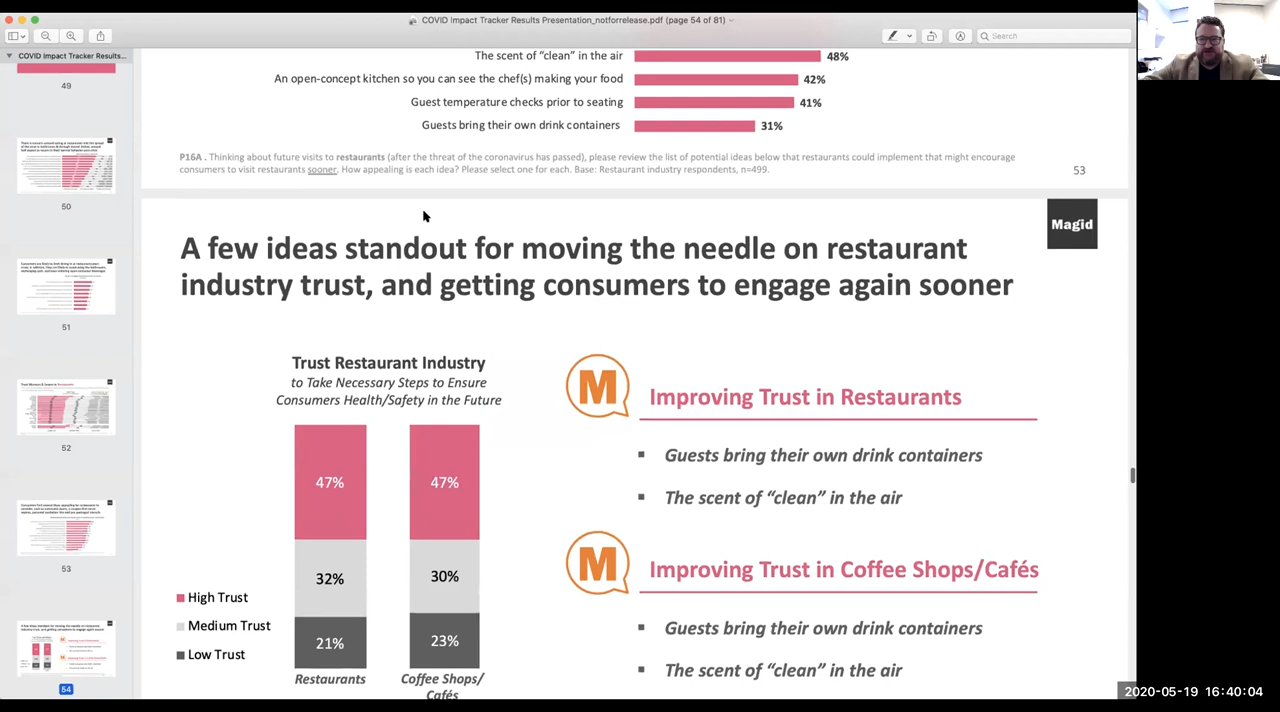 COVID Impact Tracker Results Presentation_notforrelease.pdf (page 54 of 81)
Search
COVID Impact Tracker Results...
49
50
51
52
53
54
The scent of “clean” in the air 48%
An open-concept kitchen so you can see the chef(s) making your food 42%
Guest temperature checks prior to seating 41%
Guests bring their own drink containers 31%
P16A . Thinking about future visits to restaurants (after the threat of the coronavirus has passed), please review the list of potential ideas below that restaurants could implement that might encourage
consumers to visit restaurants sooner. How appealing is each idea? Please select one for each. Base: Restaurant industry respondents, n=499.
53
Magid
A few ideas standout for moving the needle on restaurant
industry trust, and getting consumers to engage again sooner
Trust Restaurant Industry
to Take Necessary Steps to Ensure
Consumers Health/Safety in the Future
47% 47%
32% 30%
21% 23%
High Trust
Medium Trust
Low Trust
Restaurants Coffee Shops/
Cafés
M
Improving Trust in Restaurants
▪ Guests bring their own drink containers
▪ The scent of “clean” in the air
M
Improving Trust in Coffee Shops/Cafés
▪ Guests bring their own drink containers
▪ The scent of “clean” in the air
2020-05-19 16:40:04